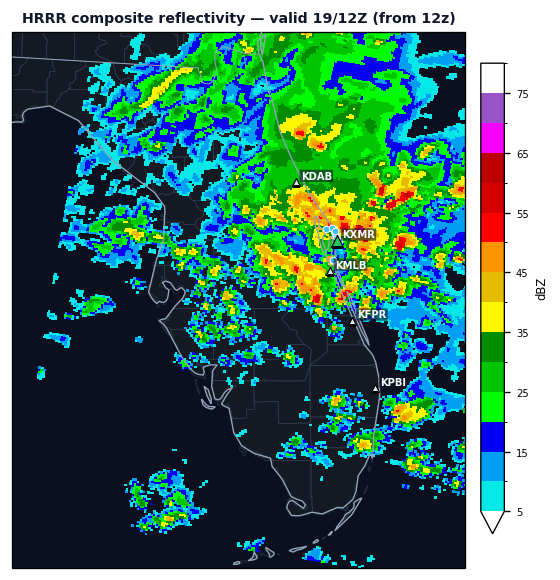 HRRR composite reflectivity — valid 19/12Z (from 12z)
KDAB
KXMR
KMLB
KFPR
KPBI
75
65
55
45
35
25
15
5
dBZ